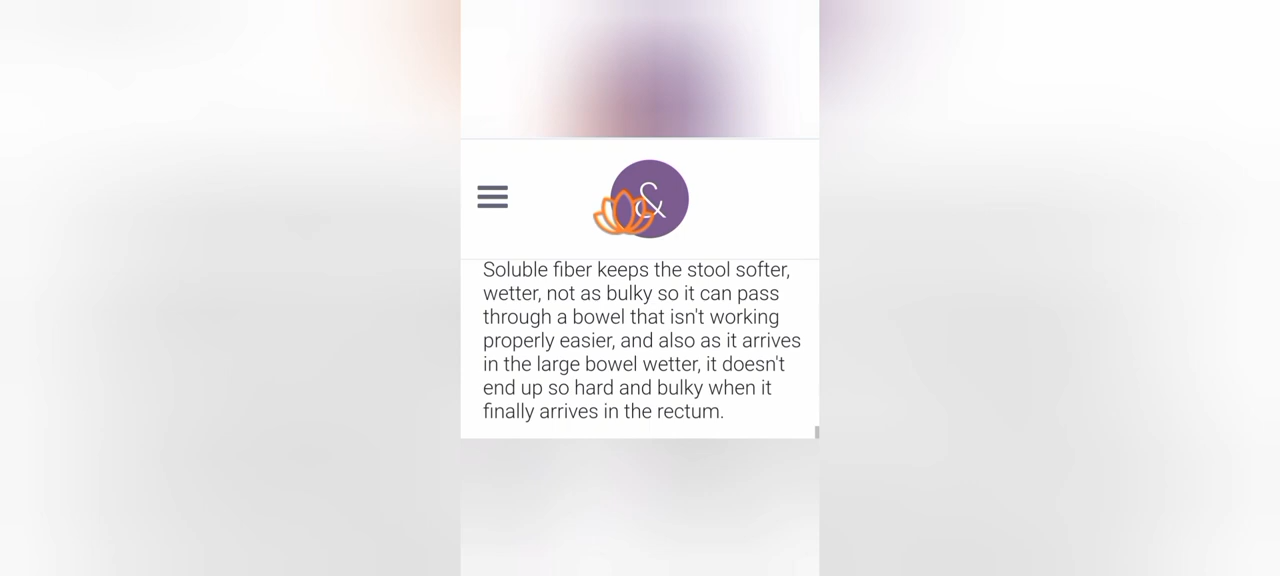 &
Soluble fiber keeps the stool softer,
wetter, not as bulky so it can pass
through a bowel that isn't working
properly easier, and also as it arrives
in the large bowel wetter, it doesn't
end up so hard and bulky when it
finally arrives in the rectum.